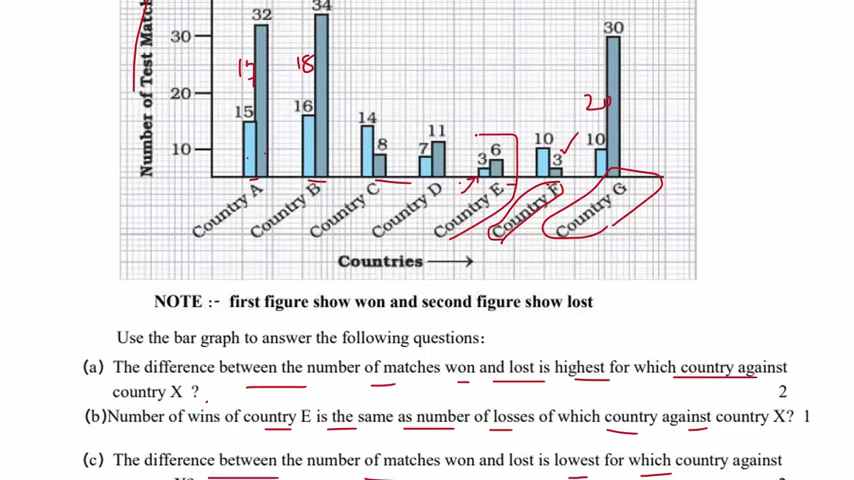 Number of Test Match
32
34
30
30
17
18
20
15
16
14
8
7
11
3
6
10
3
10
20
10
Country A
Country B
Country C
Country D
Country E
Country F
Country G
Countries
NOTE :- first figure show won and second figure show lost
Use the bar graph to answer the following questions:
(a) The difference between the number of matches won and lost is highest for which country against
country X ? 2
(b)Number of wins of country E is the same as number of losses of which country against country X? 1
(c) The difference between the number of matches won and lost is lowest for which country against